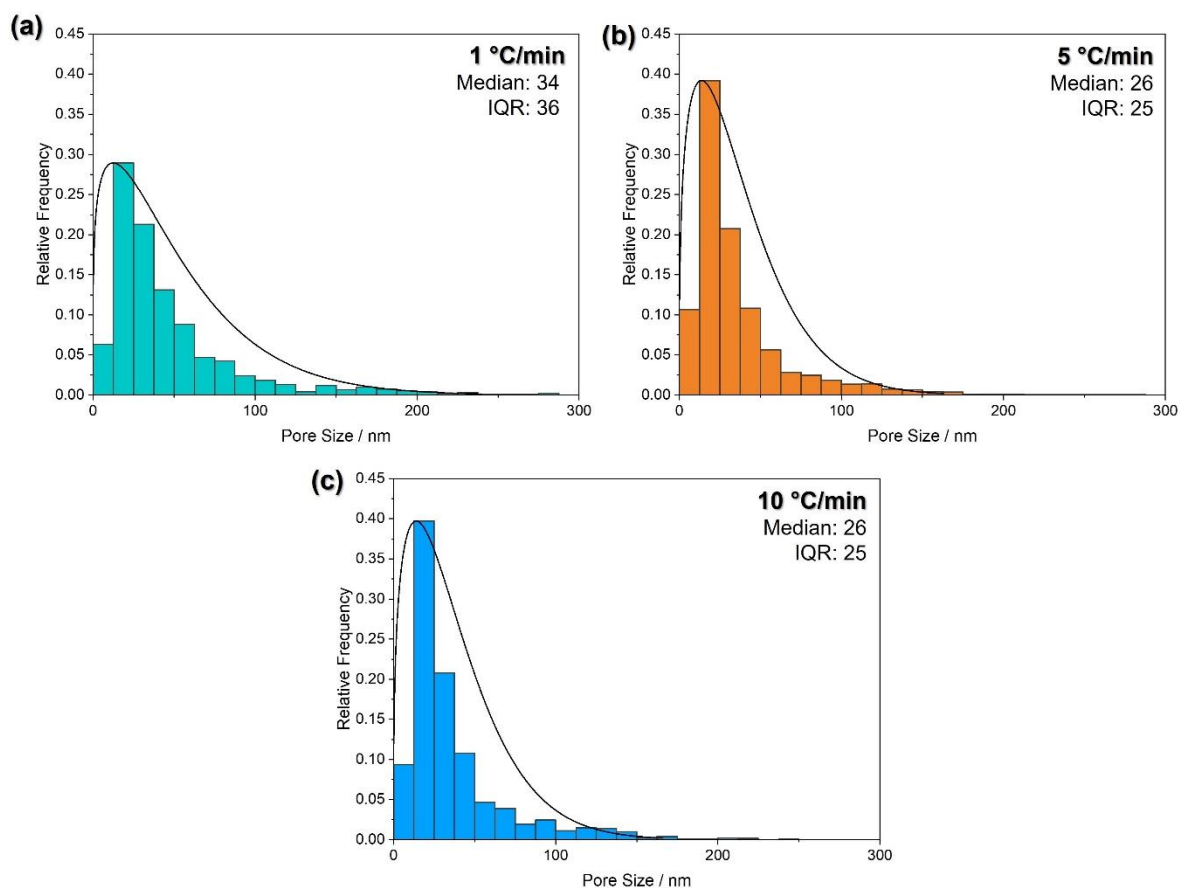 (a)
1 °C/min
Median: 34
IQR: 36
0.45
0.40
0.35
0.30
0.25
0.20
0.15
0.10
0.05
0.00
Relative Frequency
0
100
200
300
Pore Size / nm
(b)
5 °C/min
Median: 26
IQR: 25
0.45
0.40
0.35
0.30
0.25
0.20
0.15
0.10
0.05
0.00
Relative Frequency
0
100
200
300
Pore Size / nm
(c)
10 °C/min
Median: 26
IQR: 25
0.45
0.40
0.35
0.30
0.25
0.20
0.15
0.10
0.05
0.00
Relative Frequency
0
100
200
300
Pore Size / nm